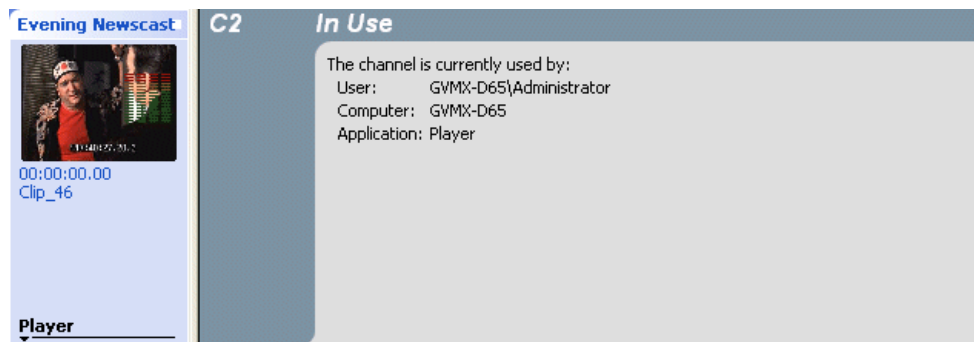 Evening Newscast
00:00:00.00
Clip_46
Player
C2
In Use
The channel is currently used by:
User: GVMX-D65\Administrator
Computer: GVMX-D65
Application: Player